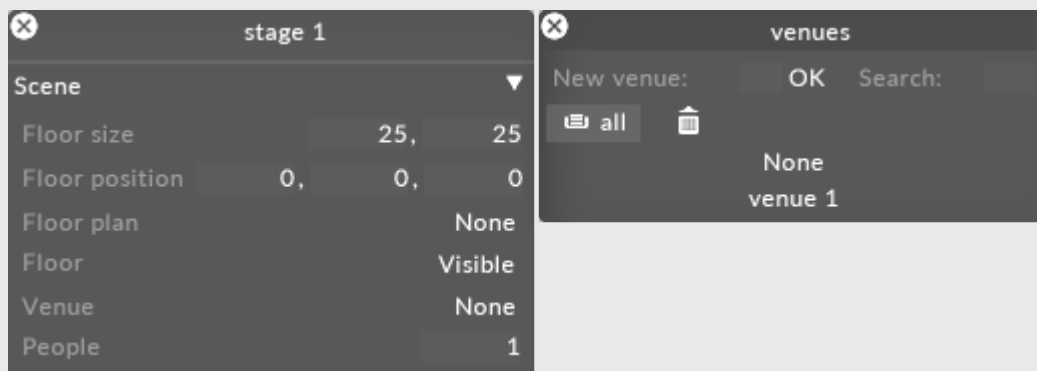 stage 1
Scene
Floor size 25, 25
Floor position 0, 0, 0
Floor plan None
Floor Visible
Venue None
People 1
venues
New venue: OK Search:
all
None
venue 1